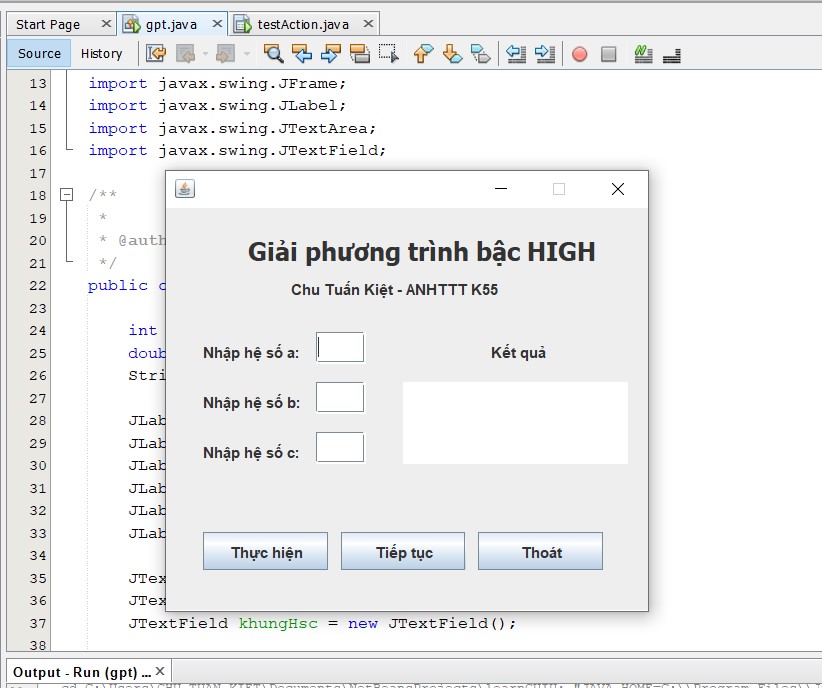 Start Page
gpt.java
testAction.java
Source History
13 import javax.swing.JFrame;
14 import javax.swing.JLabel;
15 import javax.swing.JTextArea;
16 import javax.swing.JTextField;
17
18 /**
19 *
20 * @auth
21 */
22 public c
23
24 int
25 doub
26 Stri
27
28 JLab
29 JLab
30 JLab
31 JLab
32 JLab
33 JLab
34
35 JTex
36 JTex
37 JTextField khungHsc = new JTextField();
38
Giải phương trình bậc HIGH
Chu Tuấn Kiệt - ANHTTT K55
Nhập hệ số a:
Kết quả
Nhập hệ số b:
Nhập hệ số c:
Thực hiện Tiếp tục Thoát
Output - Run (gpt) ...